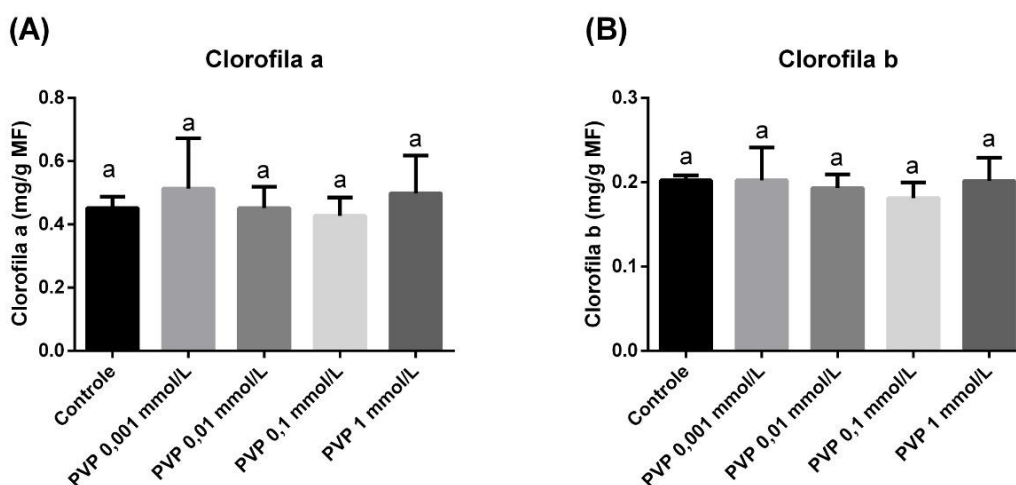 (A)
Clorofila a
Clorofila a (mg/g MF)
0.8
0.6
0.4
0.2
0.0
a
a
a
a
a
Controle
PVP 0,001 mmol/L
PVP 0,01 mmol/L
PVP 0,1 mmol/L
PVP 1 mmol/L
(B)
Clorofila b
Clorofila b (mg/g MF)
0.3
0.2
0.1
0.0
a
a
a
a
a
Controle
PVP 0,001 mmol/L
PVP 0,01 mmol/L
PVP 0,1 mmol/L
PVP 1 mmol/L